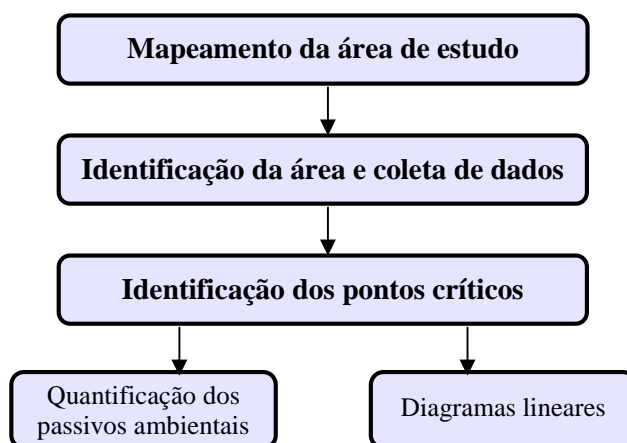 Mapeamento da área de estudo
Identificação da área e coleta de dados
Identificação dos pontos críticos
Quantificação dos
passivos ambientais
Diagramas lineares